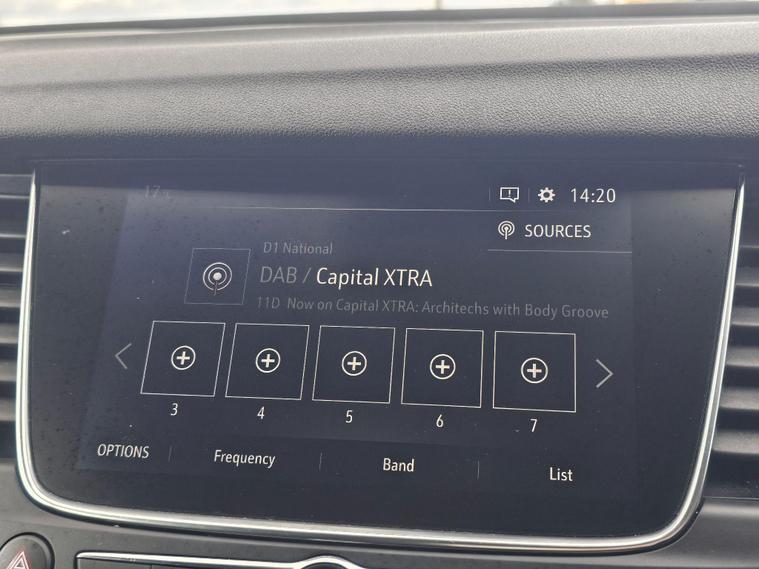 17°C
14:20
SOURCES
D1 National
DAB / Capital XTRA
11D Now on Capital XTRA: Architechs with Body Groove
3 4 5 6 7
OPTIONS Frequency Band List